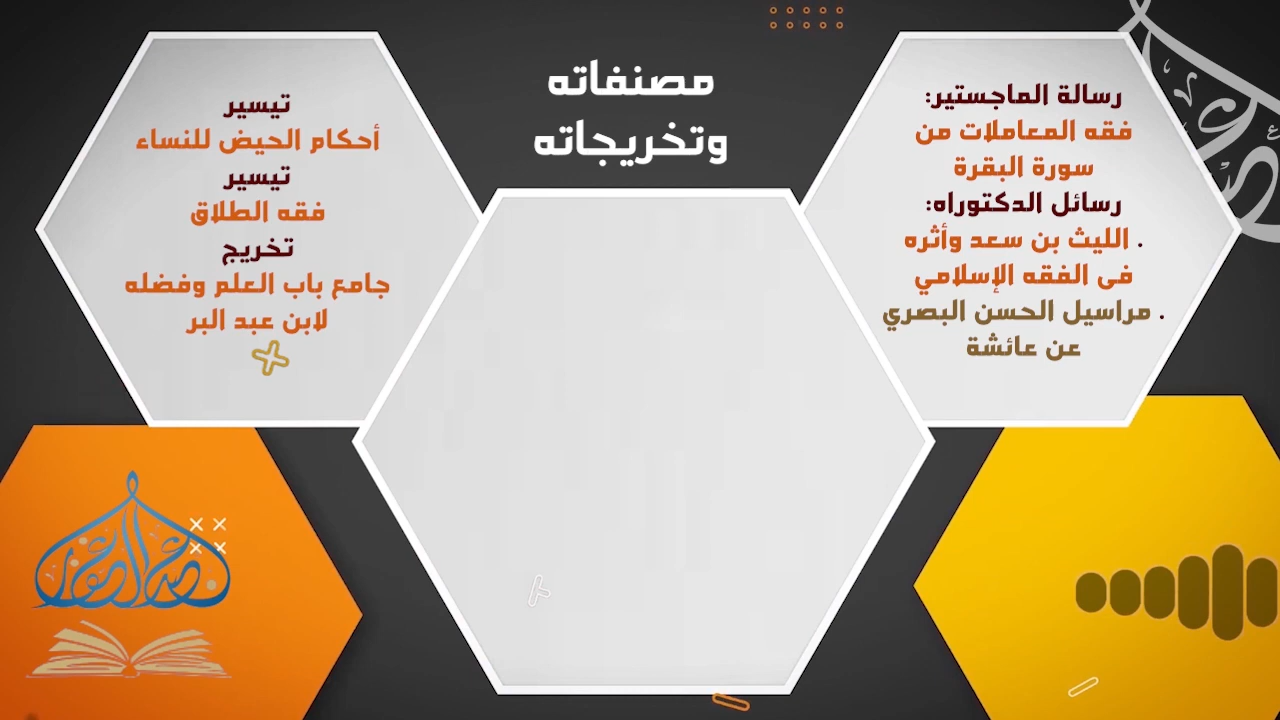 مصنفاته
وتخريجاته
رسالة الماجستير:
فقه المعاملات من
سورة البقرة
رسائل الدكتوراه:
. الليث بن سعد وأثره
فى الفقه الإسلامي
. مراسيل الحسن البصري
عن عائشة
تيسير
أحكام الحيض للنساء
تيسير
فقه الطلاق
تخريج
جامع باب العلم وفضله
لابن عبد البر